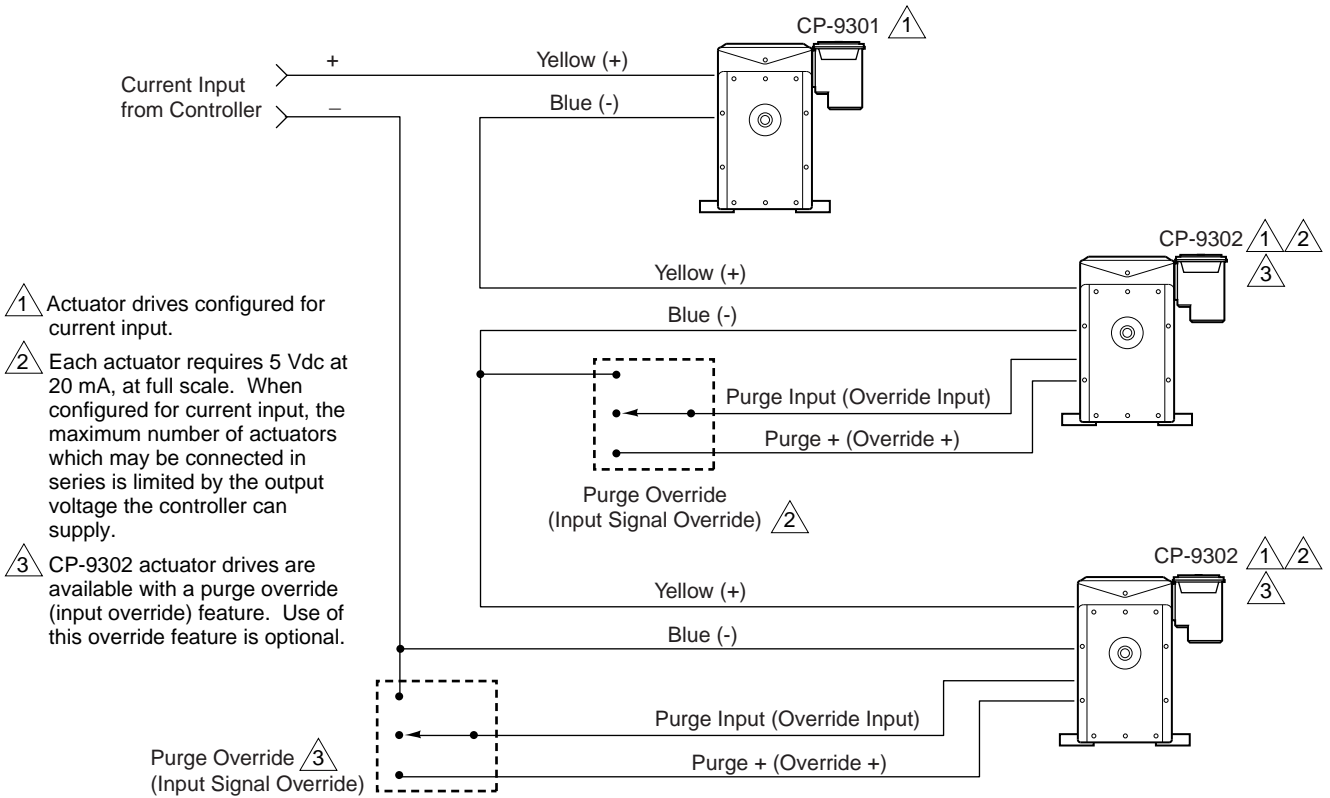 CP-9301 1
+
Yellow (+)
Current Input
from Controller
–
Blue (-)
CP-9302 1 2
3
Yellow (+)
Blue (-)
1 Actuator drives configured for
current input.
2 Each actuator requires 5 Vdc at
20 mA, at full scale. When
configured for current input, the
maximum number of actuators
which may be connected in
series is limited by the output
voltage the controller can
supply.
3 CP-9302 actuator drives are
available with a purge override
(input override) feature. Use of
this override feature is optional.
Purge Input (Override Input)
Purge + (Override +)
Purge Override
(Input Signal Override) 2
CP-9302 1 2
3
Yellow (+)
Blue (-)
Purge Input (Override Input)
Purge + (Override +)
Purge Override 3
(Input Signal Override)